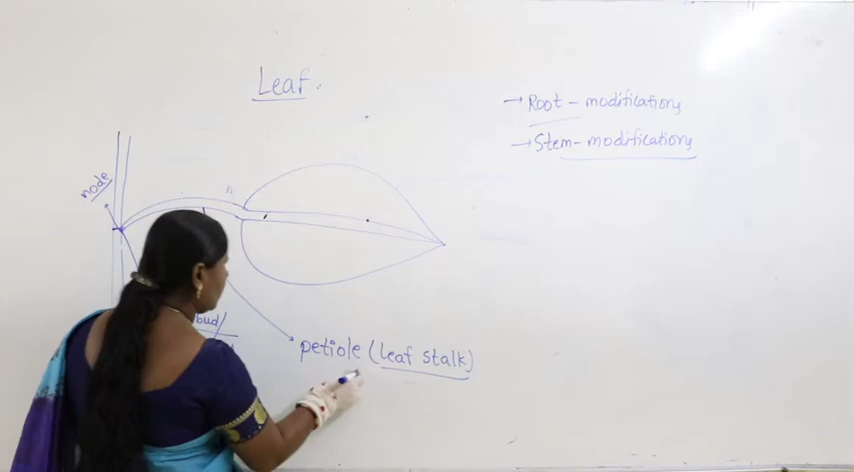 Leaf.
→ Root - modifications
→ Stem-modifications
node
bud/
petiole (leaf stalk)